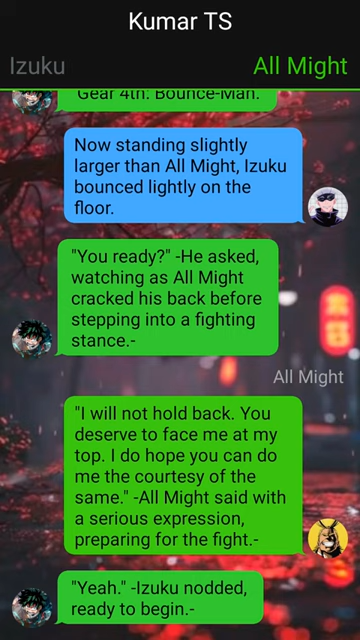 Kumar TS
Izuku
All Might
Gear 4th: Bounce-Man.
Now standing slightly
larger than All Might, Izuku
bounced lightly on the
floor.
"You ready?" -He asked,
watching as All Might
cracked his back before
stepping into a fighting
stance.-
All Might
"I will not hold back. You
deserve to face me at my
top. I do hope you can do
me the courtesy of the
same." -All Might said with
a serious expression,
preparing for the fight.-
"Yeah." -Izuku nodded,
ready to begin.-